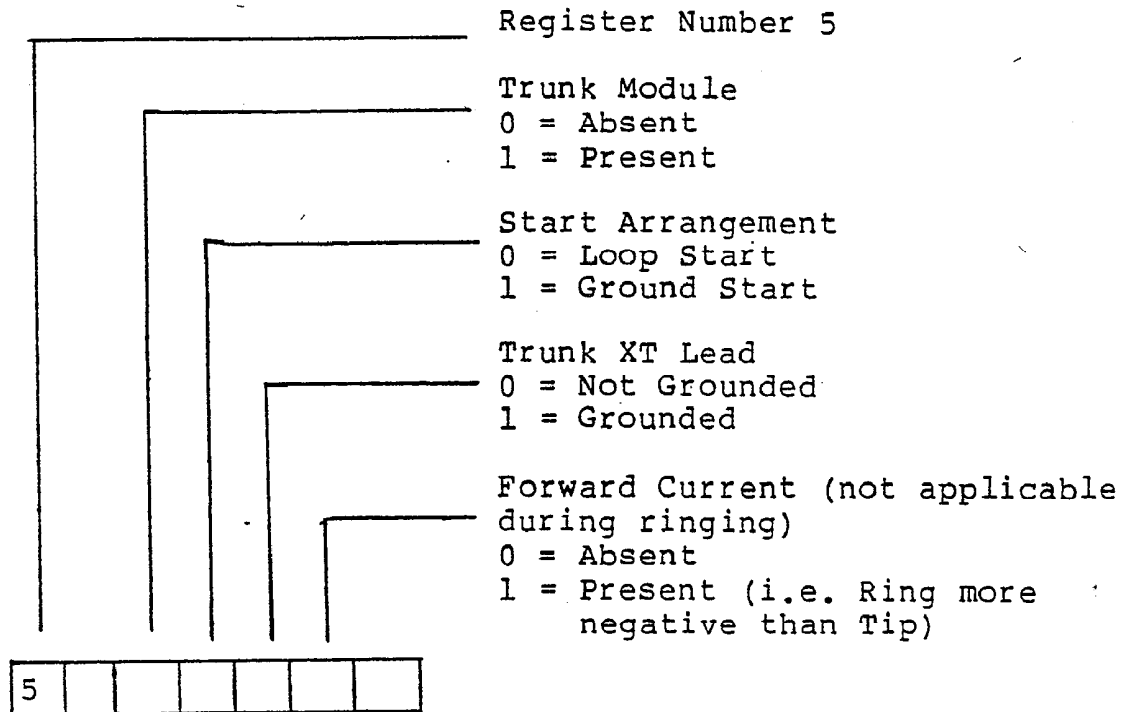 Register Number 5
Trunk Module
0 = Absent
1 = Present
Start Arrangement
0 = Loop Start
1 = Ground Start
Trunk XT Lead
0 = Not Grounded
1 = Grounded
Forward Current (not applicable
during ringing)
0 = Absent
1 = Present (i.e. Ring more
negative than Tip)
5